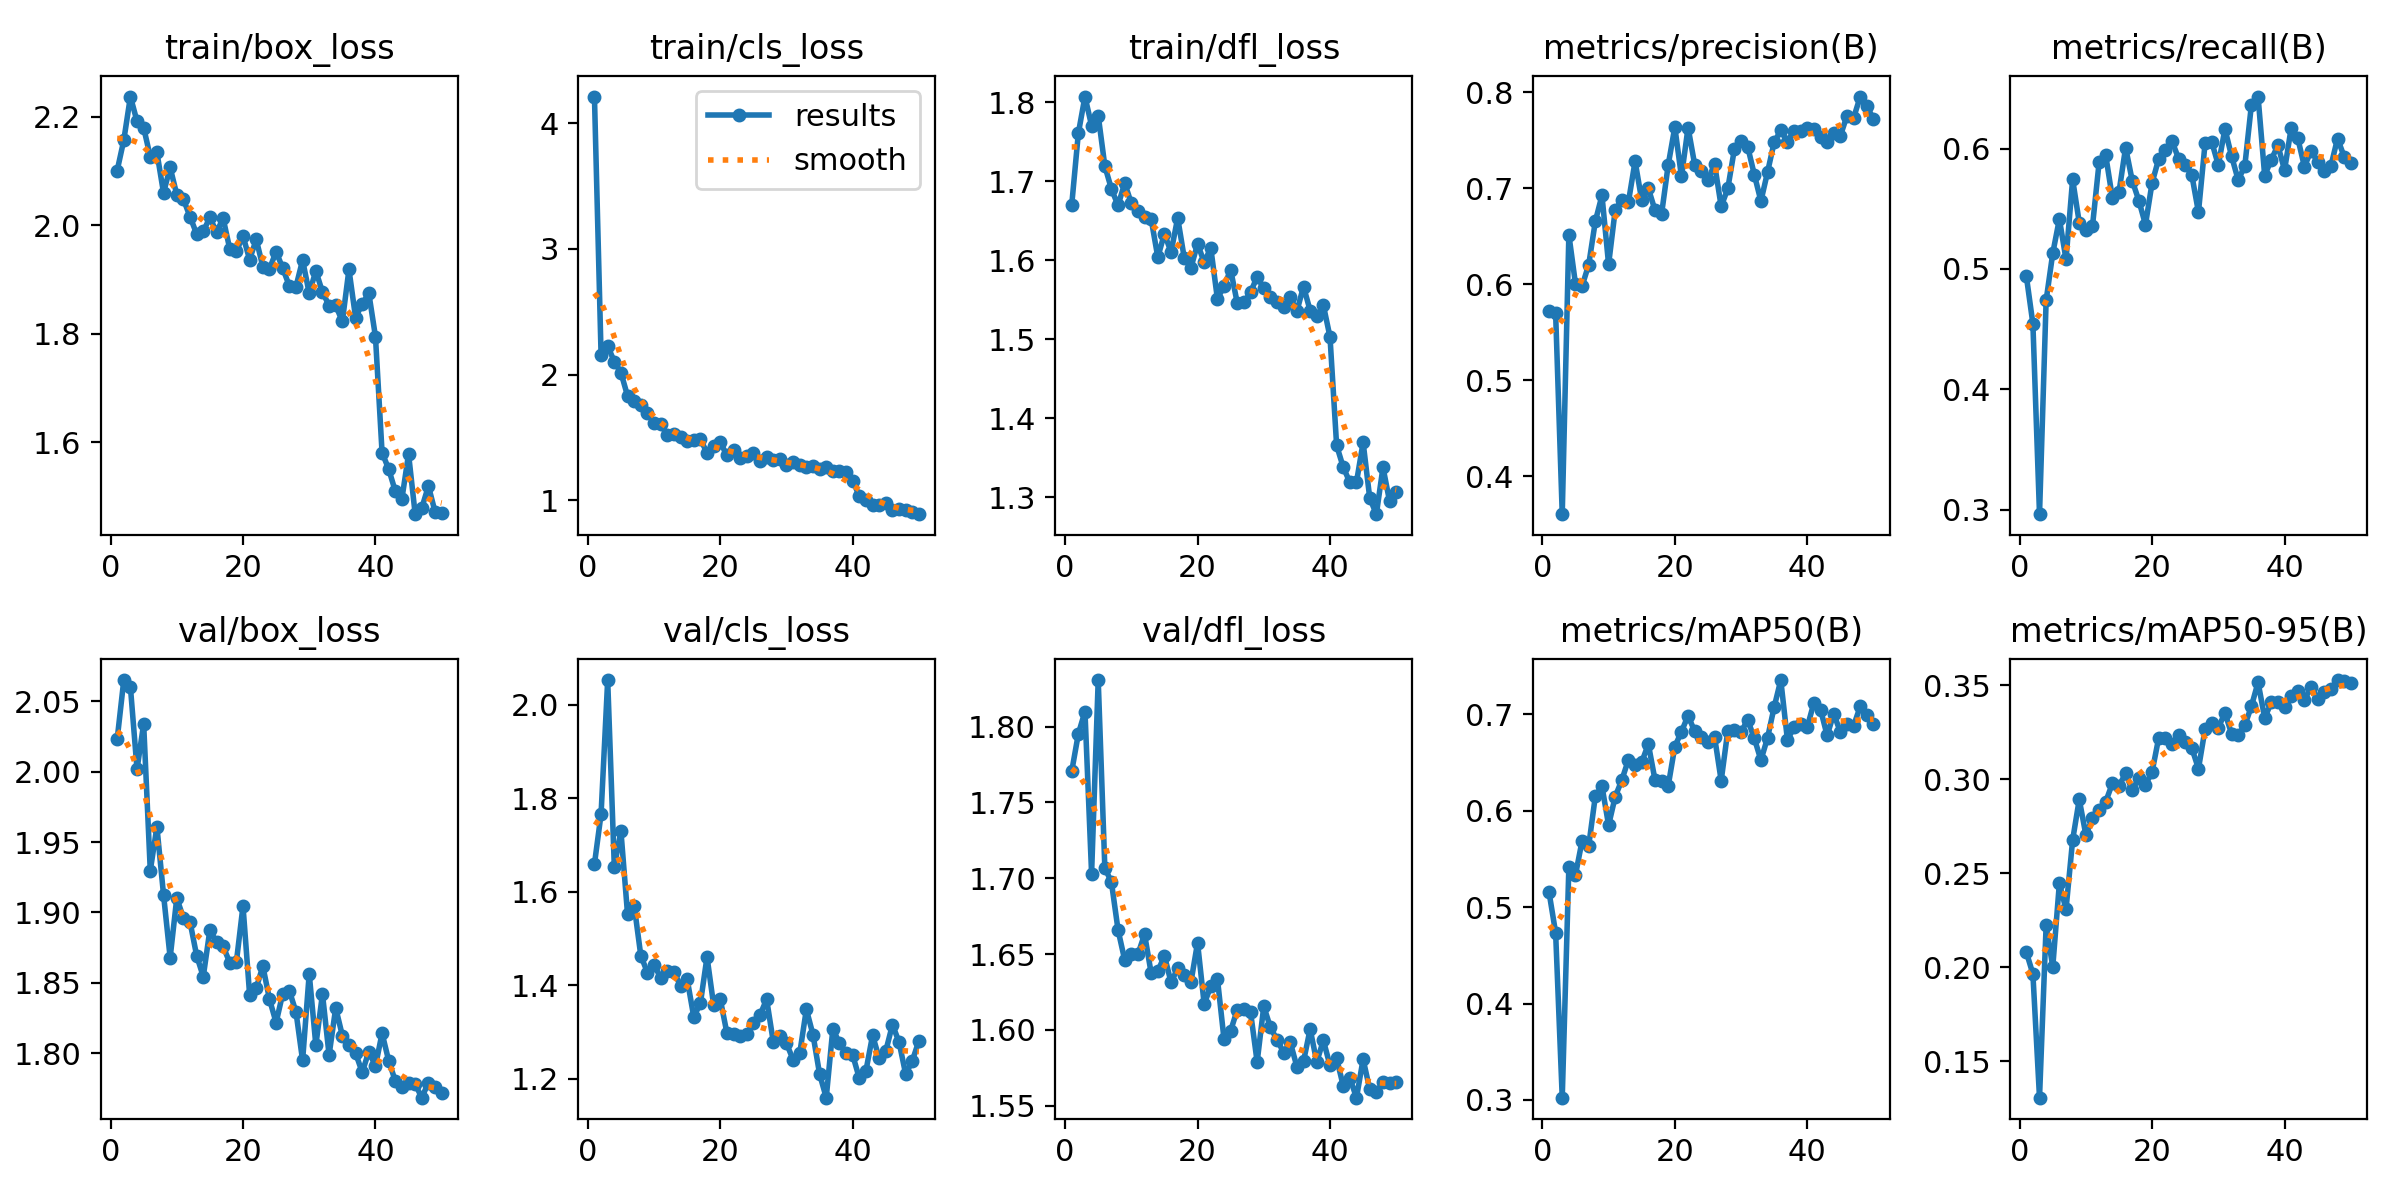 train/box_loss
train/cls_loss
train/dfl_loss
metrics/precision(B)
metrics/recall(B)
2.2
2.0
1.8
1.6
0 20 40
4
3
2
1
results
smooth
0 20 40
1.8
1.7
1.6
1.5
1.4
1.3
0 20 40
0.8
0.7
0.6
0.5
0.4
0 20 40
0.6
0.5
0.4
0.3
0 20 40
val/box_loss
val/cls_loss
val/dfl_loss
metrics/mAP50(B)
metrics/mAP50-95(B)
2.05
2.00
1.95
1.90
1.85
1.80
0 20 40
2.0
1.8
1.6
1.4
1.2
0 20 40
1.80
1.75
1.70
1.65
1.60
1.55
0 20 40
0.7
0.6
0.5
0.4
0.3
0 20 40
0.35
0.30
0.25
0.20
0.15
0 20 40